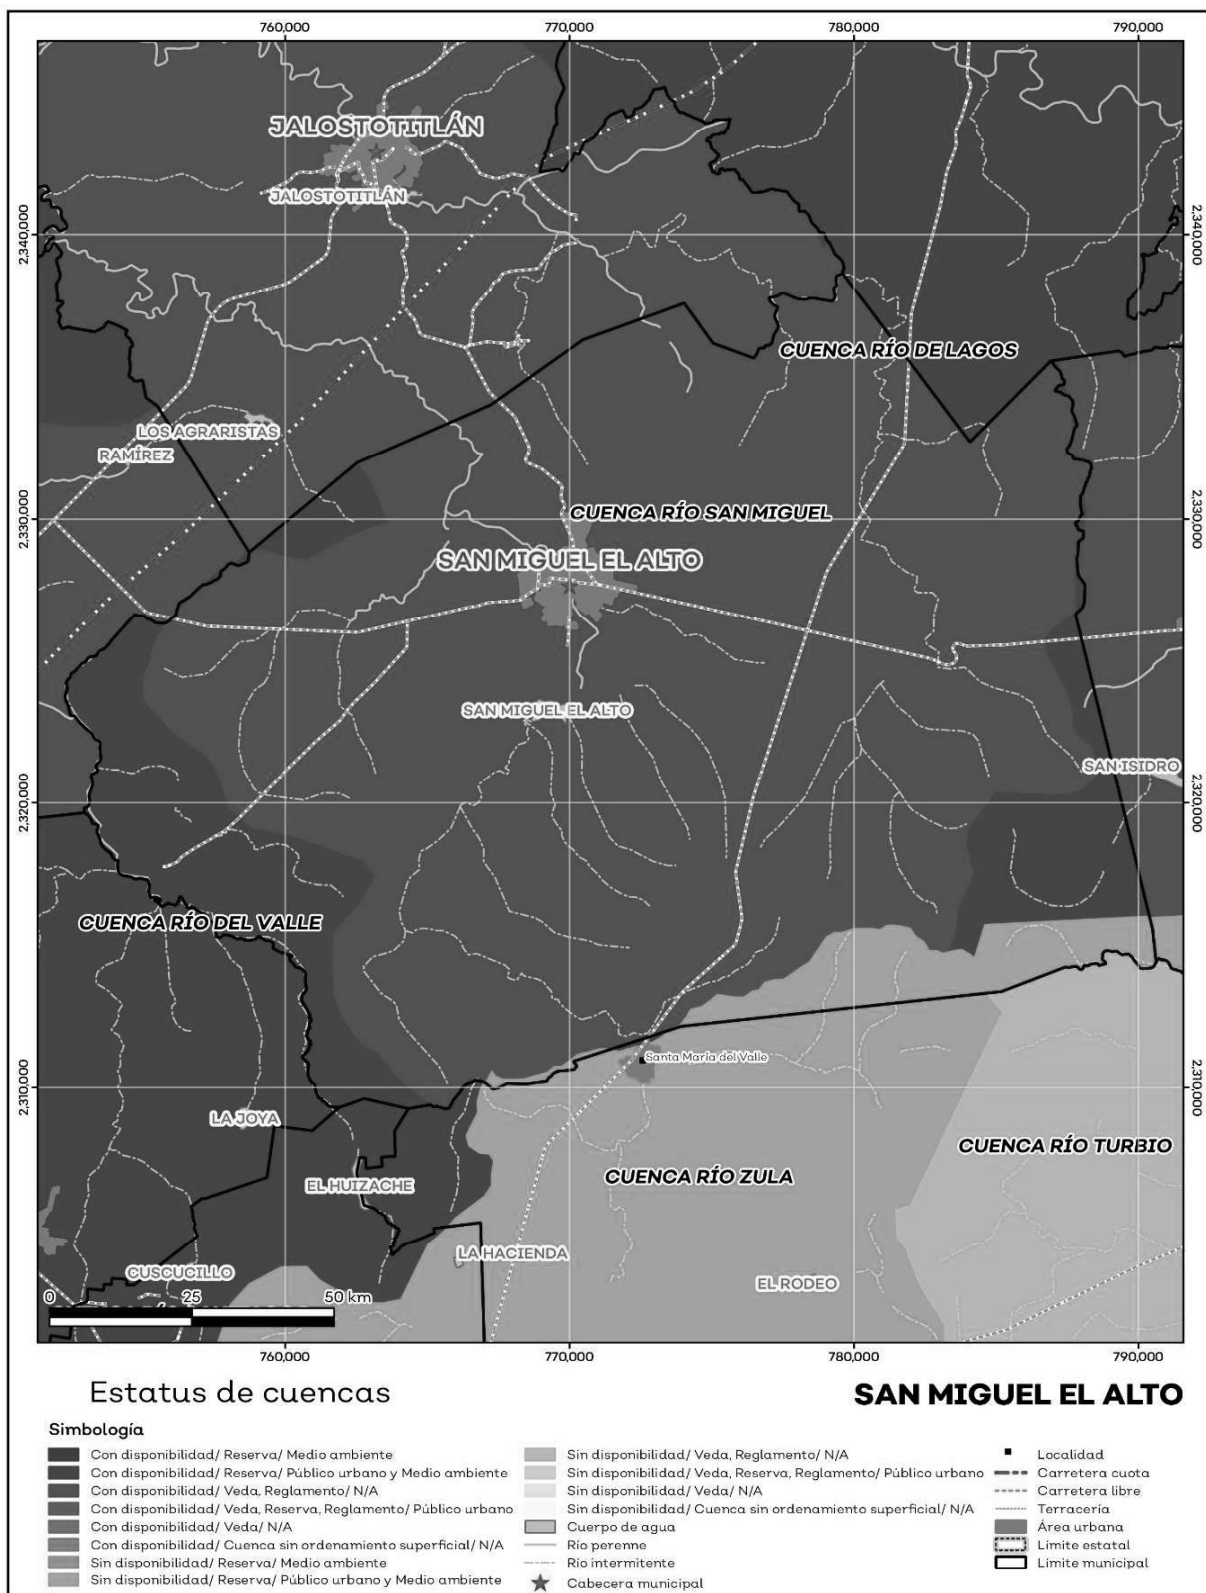 760,000 770,000 780,000 790,000
JALOSTOTITLÁN
JALOSTOTITLÁN
2,340,000 2,340,000
CUENCA RÍO DE LAGOS
LOS AGRARISTAS
RAMÍREZ
CUENCA RÍO SAN MIGUEL
2,330,000 2,330,000
SAN MIGUEL EL ALTO
SAN MIGUEL EL ALTO
SAN ISIDRO
2,320,000 2,320,000
CUENCA RÍO DEL VALLE
Santa María del Valle
2,310,000 2,310,000
LA JOYA
CUENCA RÍO TURBIO
CUENCA RÍO ZULA
EL HUIZACHE
LA HACIENDA
CUSCUCILLO
EL RODEO
0 25 50 km
760,000 770,000 780,000 790,000
Estatus de cuencas
SAN MIGUEL EL ALTO
Simbología
Con disponibilidad/ Reserva/ Medio ambiente
Con disponibilidad/ Reserva/ Público urbano y Medio ambiente
Con disponibilidad/ Veda, Reglamento/ N/A
Con disponibilidad/ Veda, Reserva, Reglamento/ Público urbano
Con disponibilidad/ Veda/ N/A
Con disponibilidad/ Cuenca sin ordenamiento superficial/ N/A
Sin disponibilidad/ Reserva/ Medio ambiente
Sin disponibilidad/ Reserva/ Público urbano y Medio ambiente
Sin disponibilidad/ Veda, Reglamento/ N/A
Sin disponibilidad/ Veda, Reserva, Reglamento/ Público urbano
Sin disponibilidad/ Veda/ N/A
Sin disponibilidad/ Cuenca sin ordenamiento superficial/ N/A
Cuerpo de agua
Río perenne
Río intermitente
Cabecera municipal
Localidad
Carretera cuota
Carretera libre
Terracería
Área urbana
Límite estatal
Límite municipal